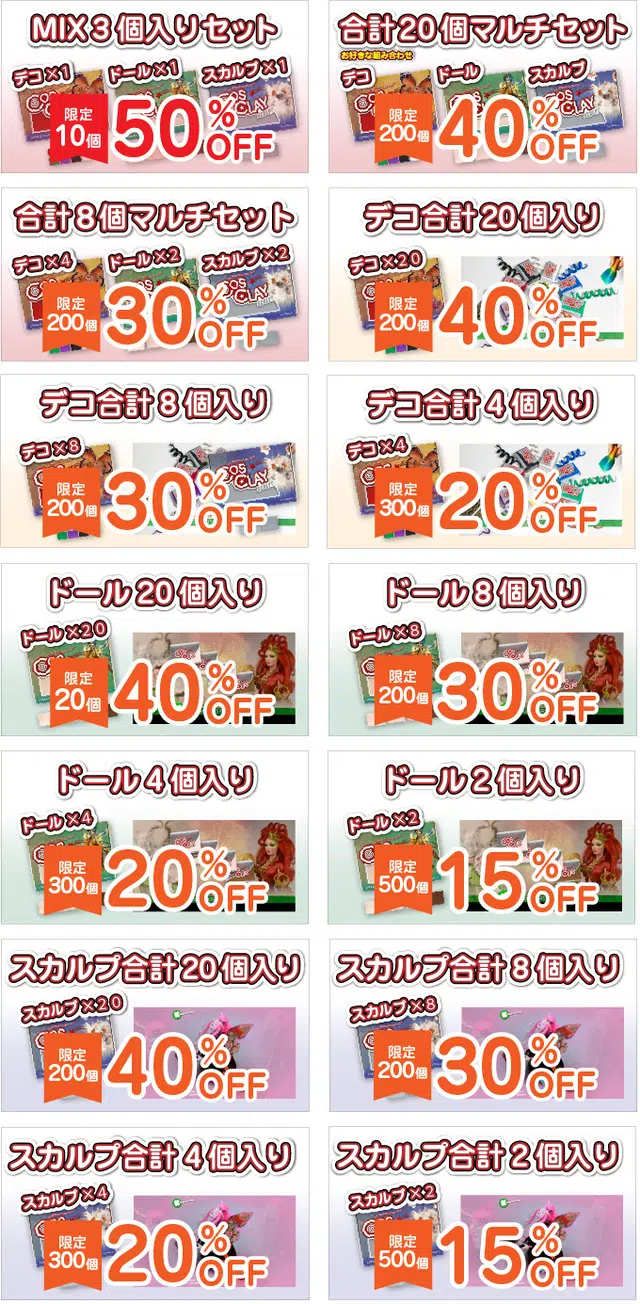 MIX3個入りセット
デコ×1
ドール×1
スカルプ×1
COS
CLAY
限定
10個
50%OFF
合計20個マルチセット
お好きな組み合わせ
デコ
ドール
スカルプ
COS
CLAY
限定
200個
40%OFF
合計8個マルチセット
デコ×4
ドール×2
スカルプ×2
COS
CLAY
限定
200個
30%OFF
デコ合計20個入り
デコ×20
限定
200個
40%OFF
デコ合計8個入り
デコ×8
COS
CLAY
限定
200個
30%OFF
デコ合計4個入り
デコ×4
限定
300個
20%OFF
ドール20個入り
ドール×20
限定
20個
40%OFF
ドール8個入り
ドール×8
限定
200個
30%OFF
ドール4個入り
ドール×4
限定
300個
20%OFF
ドール2個入り
ドール×2
限定
500個
15%OFF
スカルプ合計20個入り
スカルプ×20
限定
200個
40%OFF
スカルプ合計8個入り
スカルプ×8
限定
200個
30%OFF
スカルプ合計4個入り
スカルプ×4
限定
300個
20%OFF
スカルプ合計2個入り
スカルプ×2
限定
500個
15%OFF